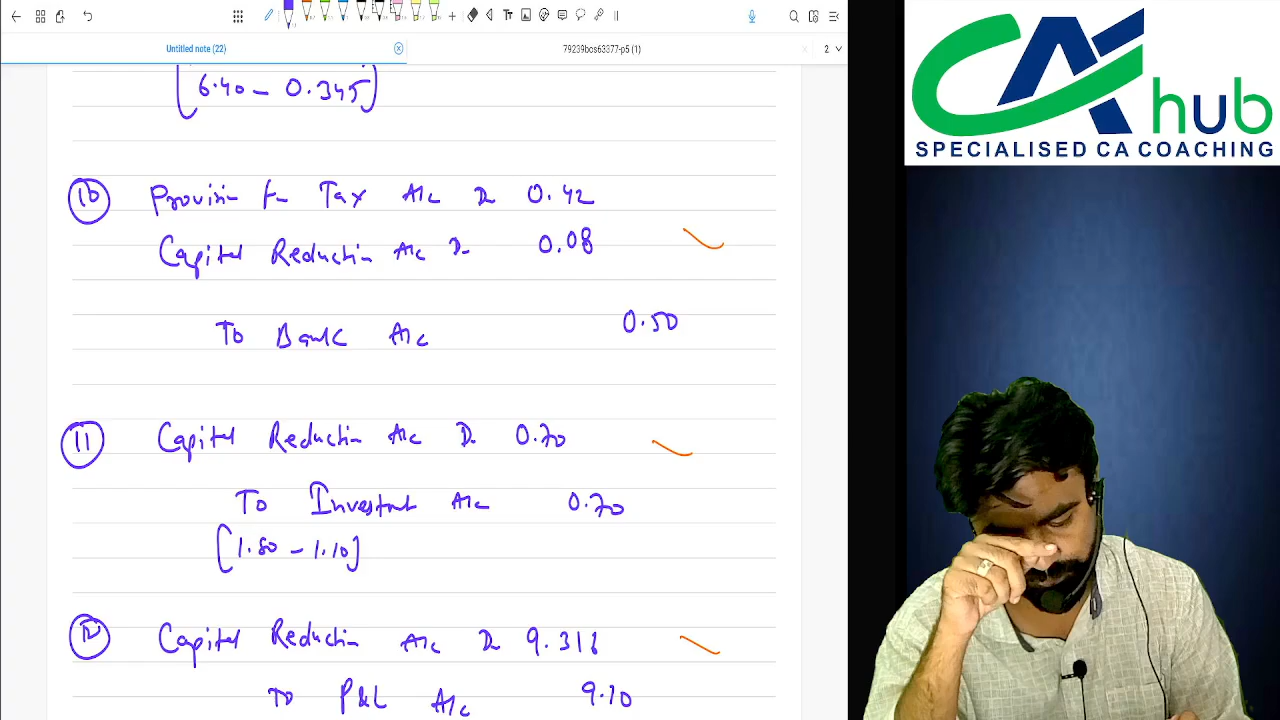 Untitled note (22)
79239bos63377-p5 (1)
2
[6.40 - 0.345]
10 Provision for Tax A/c Dr 0.42
Capital Reduction A/c Dr 0.08
To Bank A/c 0.50
11 Capital Reduction A/c Dr 0.70
To Investment A/c 0.70
[1.80 - 1.10]
12 Capital Reduction A/c Dr 9.316
To P&L A/c 9.10
CA hub
SPECIALISED CA COACHING